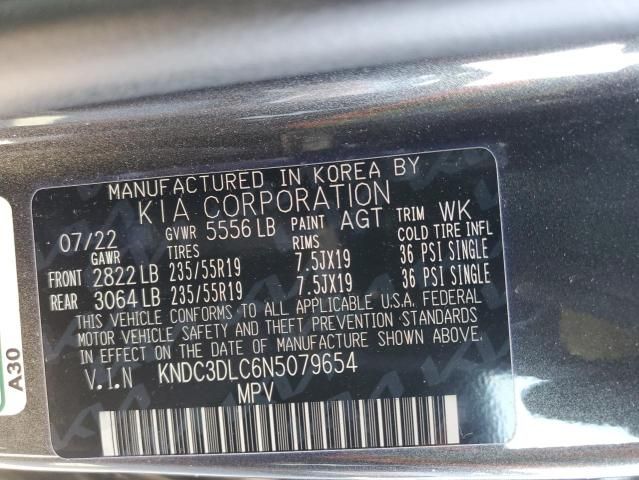 MANUFACTURED IN KOREA BY
KIA CORPORATION
07/22 GVWR 5556 LB PAINT AGT TRIM WK
GAWR TIRES RIMS COLD TIRE INFL
FRONT 2822 LB 235/55R19 7.5JX19 36 PSI SINGLE
REAR 3064 LB 235/55R19 7.5JX19 36 PSI SINGLE
THIS VEHICLE CONFORMS TO ALL APPLICABLE U.S.A. FEDERAL
MOTOR VEHICLE SAFETY AND THEFT PREVENTION STANDARDS
IN EFFECT ON THE DATE OF MANUFACTURE SHOWN ABOVE.
V.I.N KNDC3DLC6N5079654
MPV
A30